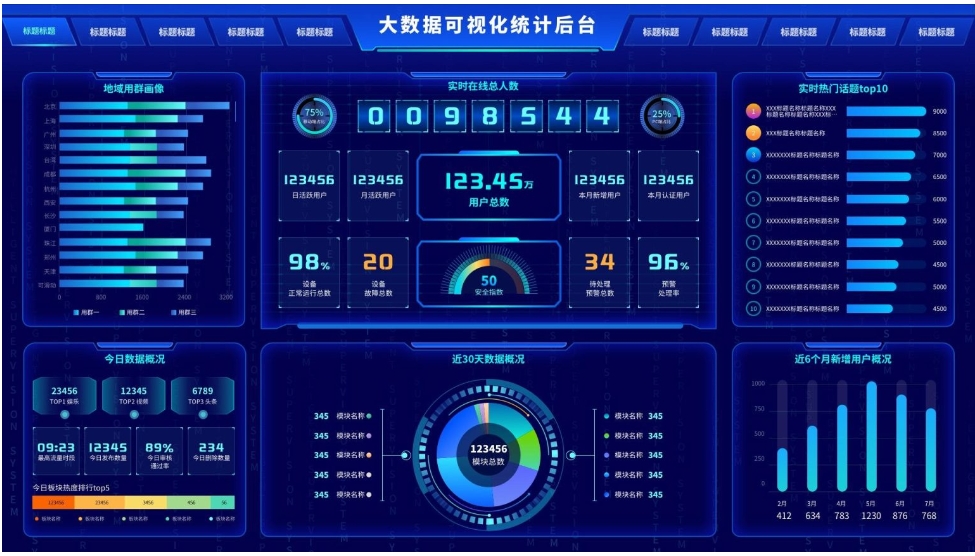 标题标题
标题标题
标题标题
标题标题
标题标题
大数据可视化统计后台
标题标题
标题标题
标题标题
标题标题
标题标题
地域用群画像
北京
上海
广州
深圳
台湾
成都
杭州
西安
长沙
厦门
珠江
郑州
天津
0
800
1600
2400
3200
用群一
用群二
用群三
实时在线总人数
75%
0098544
25%
123456
日活跃用户
123456
月活跃用户
123.45万
用户总数
123456
本月新增用户
123456
本月认证用户
98%
设备
正常运行总数
20
设备
故障总数
50
安全指数
34
待处理
预警总数
96%
预警
处理率
实时热门话题top10
1 XXX标题名称标题名称XXX
标题名称标题名称XXX标… 9000
2 XXX标题名称标题名称 8500
3 XXXXXXX标题名称标题名称 7000
4 XXXXXXX标题名称标题名称 6500
5 XXXXXXX标题名称标题名称 6000
6 XXXXXXX标题名称标题名称 5500
7 XXXXXXX标题名称标题名称 5000
8 XXXXXXX标题名称标题名称 4500
9 XXXXXXX标题名称标题名称 5000
10 XXXXXXX标题名称标题名称 4500
今日数据概况
23456
TOP1 娱乐
12345
TOP2 视频
6789
TOP3 头条
09:23
最高流量时段
12345
今日发布数量
89%
今日审核
通过率
234
今日删除数量
今日板块热度排行top5
123456
23456
3456
456
56
板块名称
板块名称
板块名称
板块名称
板块名称
近30天数据概况
345 模块名称
345 模块名称
345 模块名称
345 模块名称
345 模块名称
123456
模块总数
模块名称 345
模块名称 345
模块名称 345
模块名称 345
模块名称 345
近6个月新增用户概况
1000
750
500
250
0
2月
3月
4月
5月
6月
7月
412
634
783
1230
876
768